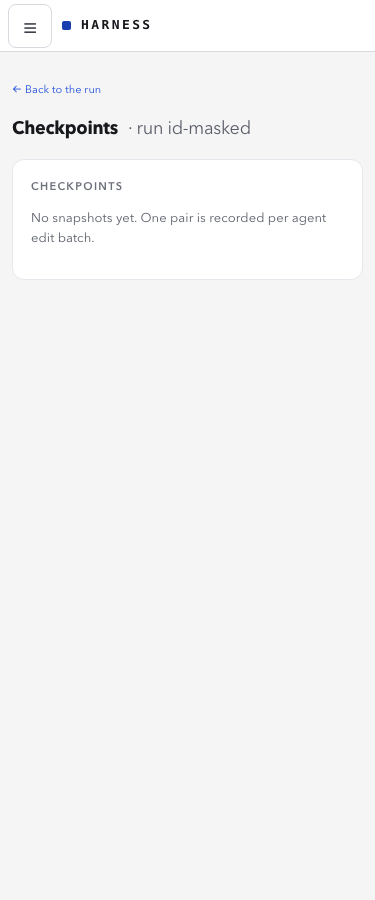 HARNESS
← Back to the run
Checkpoints · run id-masked
CHECKPOINTS
No snapshots yet. One pair is recorded per agent
edit batch.